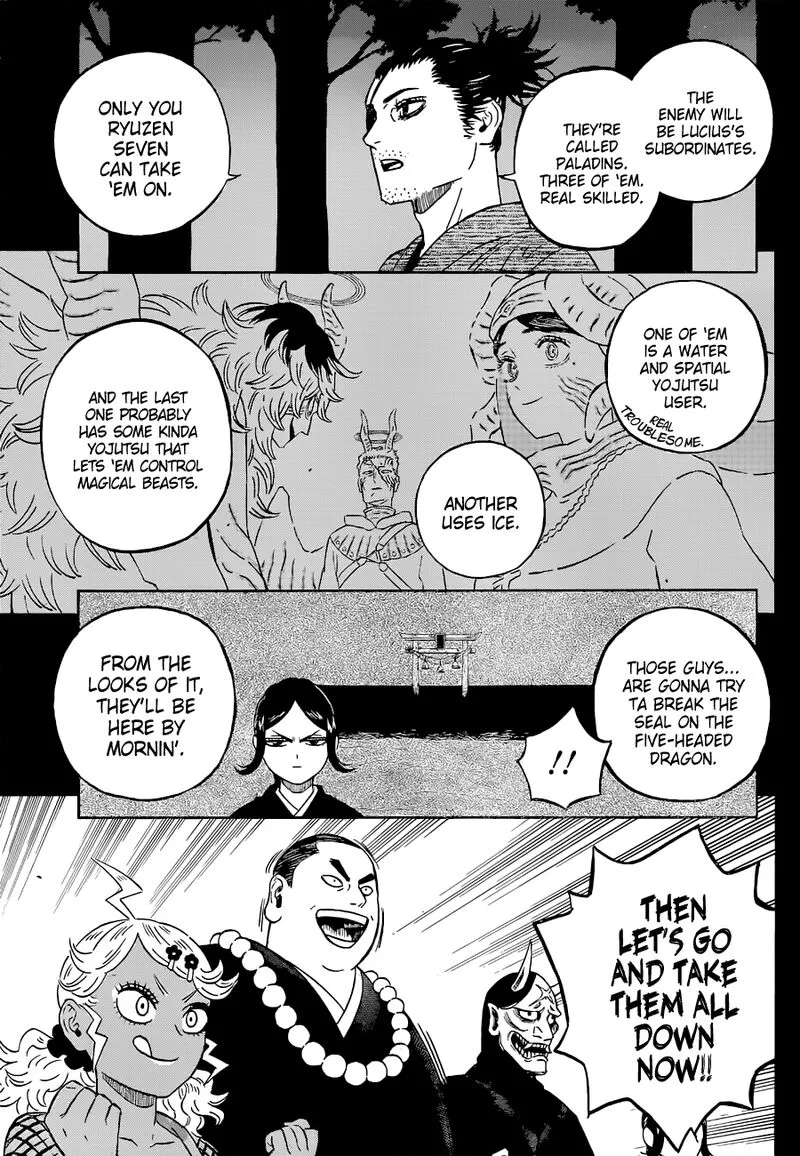 THE
ENEMY WILL
BE LUCIUS'S
SUBORDINATES.
THEY'RE
CALLED
PALADINS.
THREE OF 'EM.
REAL SKILLED.
ONLY YOU
RYUZEN
SEVEN
CAN TAKE
'EM ON.
ONE OF 'EM
IS A WATER
AND SPATIAL
YOJUTSU
USER.
REAL
TROUBLESOME.
ANOTHER
USES ICE.
AND THE LAST
ONE PROBABLY
HAS SOME KINDA
YOJUTSU THAT
LETS 'EM CONTROL
MAGICAL BEASTS.
THOSE GUYS...
ARE GONNA TRY
TA BREAK THE
SEAL ON THE
FIVE-HEADED
DRAGON.
!!
FROM THE
LOOKS OF IT,
THEY'LL BE
HERE BY
MORNIN'.
THEN
LET'S GO
AND TAKE
THEM ALL
DOWN
NOW!!